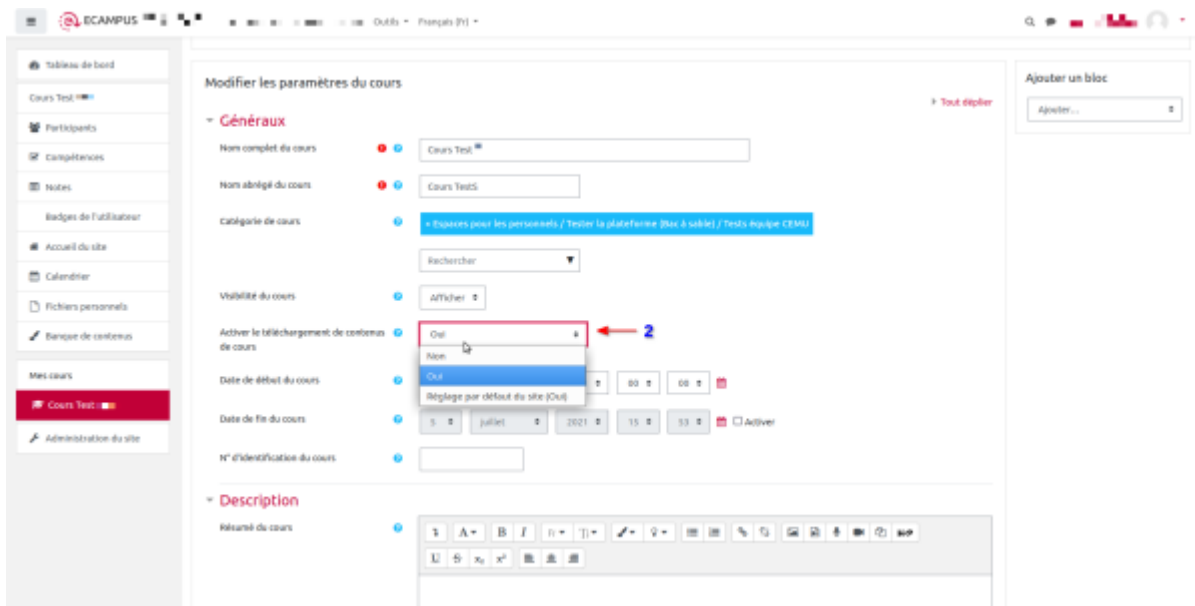 ECAMPUS
Outils Français (fr)
Tableau de bord
Cours Test
Participants
Compétences
Notes
Badges de l'utilisateur
Accueil du site
Calendrier
Fichiers personnels
Banque de contenus
Mes cours
Cours Test
Administration du site
Modifier les paramètres du cours
Tout déplier
Généraux
Nom complet du cours
Cours Test
Nom abrégé du cours
Cours TestS
Catégorie de cours
× Espaces pour les personnels / Tester la plateforme (Bac à sable) / Tests équipe CEMU
Rechercher
Visibilité du cours
Afficher
Activer le téléchargement de contenus de cours
Oui
2
Non
Oui
Réglage par défaut du site (Oui)
Date de début du cours
00 00
Date de fin du cours
5 juillet 2021 15 53 Activer
N° d'identification du cours
Description
Résumé du cours
Ajouter un bloc
Ajouter...